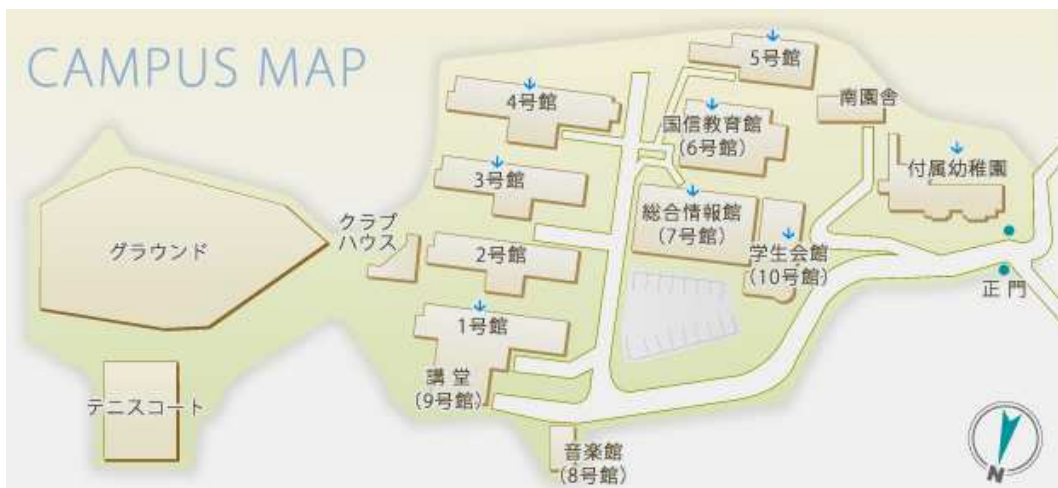 CAMPUS MAP
5号館
4号館
南園舎
国信教育館
(6号館)
付属幼稚園
3号館
総合情報館
(7号館)
クラブ
ハウス
グラウンド
2号館
学生会館
(10号館)
正門
1号館
講堂
(9号館)
テニスコート
音楽館
(8号館)
N